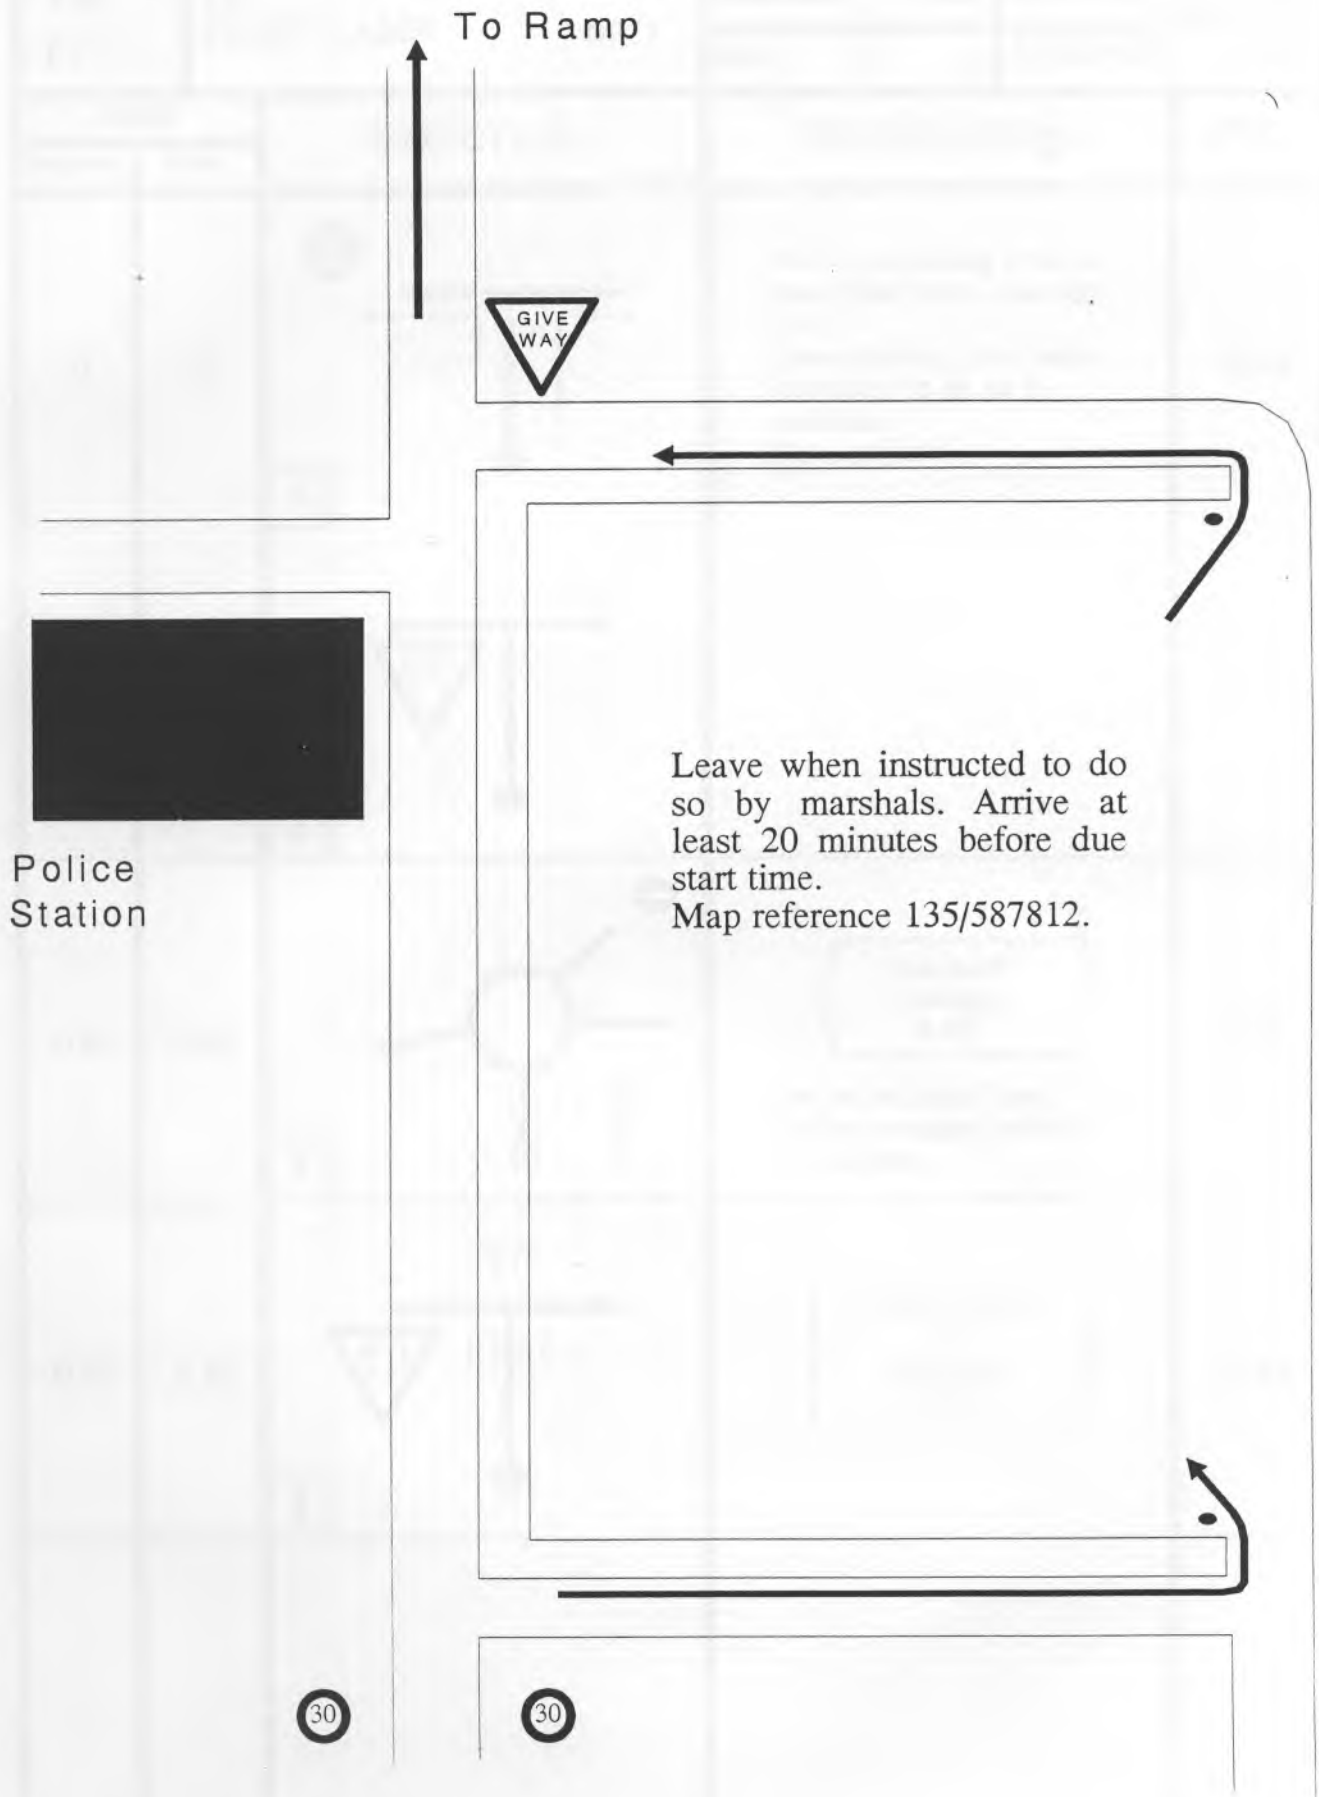 To Ramp
GIVE
WAY
Leave when instructed to do
so by marshals. Arrive at
least 20 minutes before due
start time.
Map reference 135/587812.
Police
Station
30
30